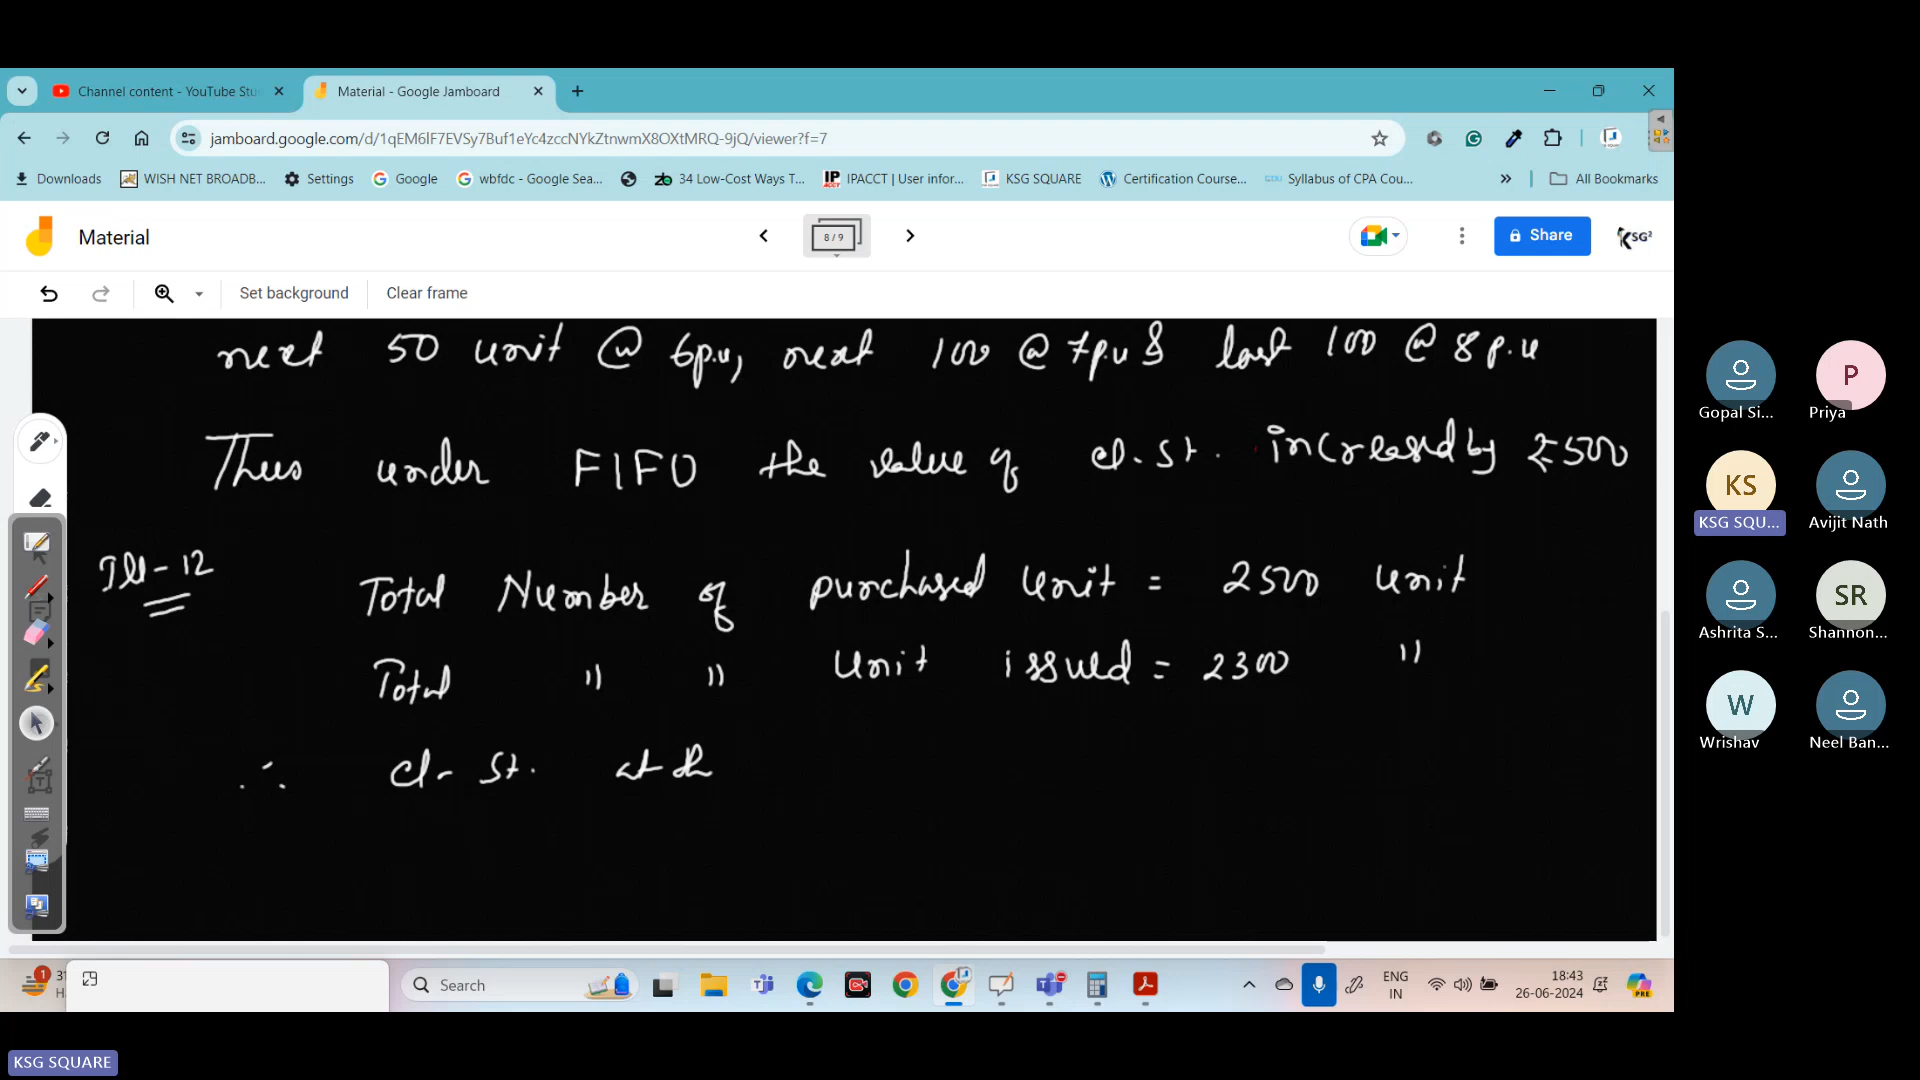 Channel content - YouTube Stu
Material - Google Jamboard
jamboard.google.com/d/1qEM6lF7EVSy7Buf1eYc4zccNYkZtnwmX8OXtMRQ-9jQ/viewer?f=7
Downloads WISH NET BROADB... Settings Google wbfdc - Google Sea... 34 Low-Cost Ways T... IPACCT | User infor... KSG SQUARE Certification Course... Syllabus of CPA Cou... » All Bookmarks
Material 8 / 9 Share KSG²
Set background Clear frame
next 50 unit @ 6p.u, next 100 @ 7p.u & last 100 @ 8p.u
Thus under FIFO the value of cl. St. increased by ₹500
Ill-12 Total Number of purchased unit = 2500 unit
Total " " unit issued = 2300 "
∴ cl- St. at th
Gopal Si... Priya
KS
KSG SQU... Avijit Nath
SR
Ashrita S... Shannon...
W
Wrishav Neel Ban...
Search
ENG
IN
18:43
26-06-2024
KSG SQUARE